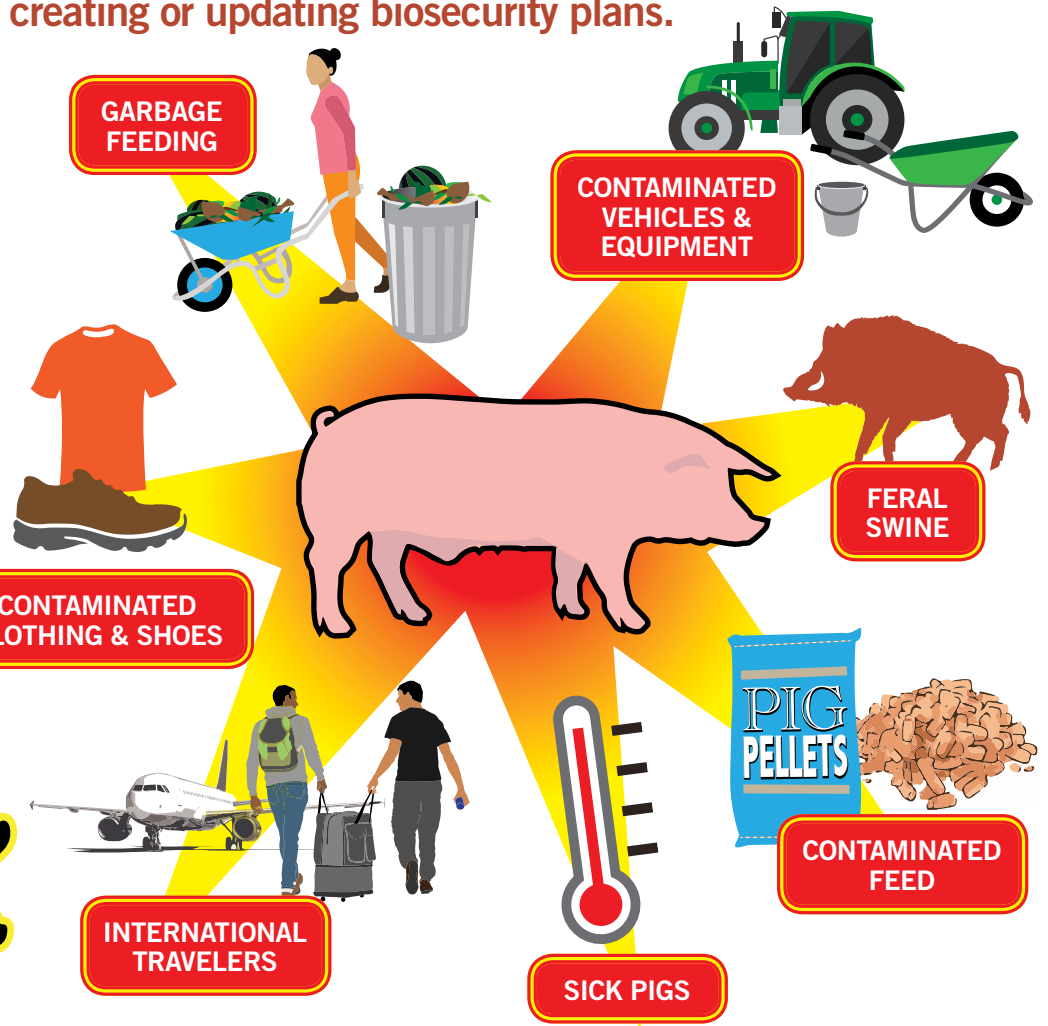 creating or updating biosecurity plans.
GARBAGE
FEEDING
CONTAMINATED
VEHICLES &
EQUIPMENT
FERAL
SWINE
CONTAMINATED
LOTHING & SHOES
PIG
PELLETS
CONTAMINATED
FEED
INTERNATIONAL
TRAVELERS
SICK PIGS